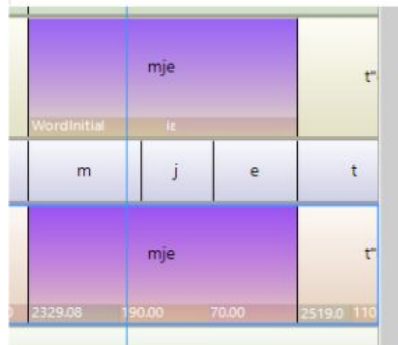 mje t"
WordInitial
m j e t
mje t"
2329.08 190.00 70.00 2519.0 110